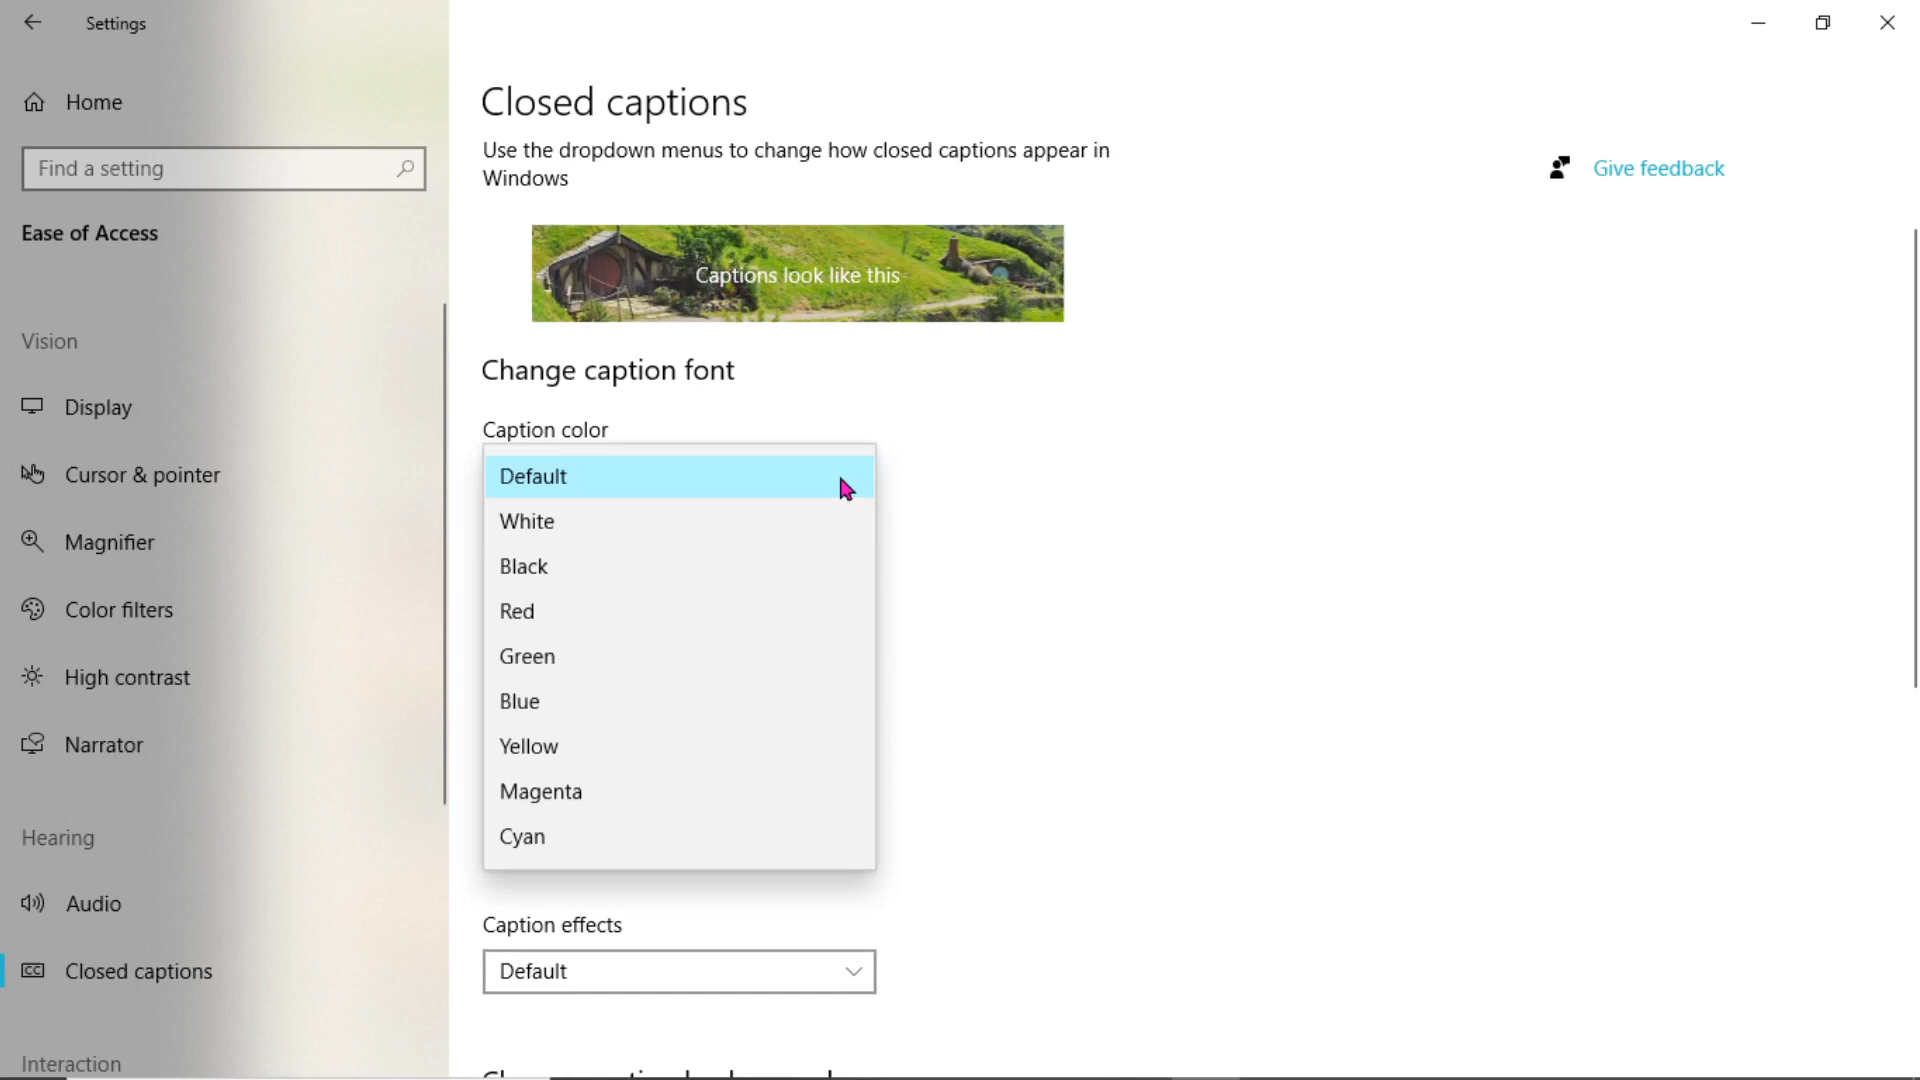 Settings
Home
Find a setting
Ease of Access
Vision
Display
Cursor & pointer
Magnifier
Color filters
High contrast
Narrator
Hearing
Audio
Closed captions
Interaction
Closed captions
Use the dropdown menus to change how closed captions appear in
Windows
Give feedback
Captions look like this
Change caption font
Caption color
Default
White
Black
Red
Green
Blue
Yellow
Magenta
Cyan
Caption effects
Default